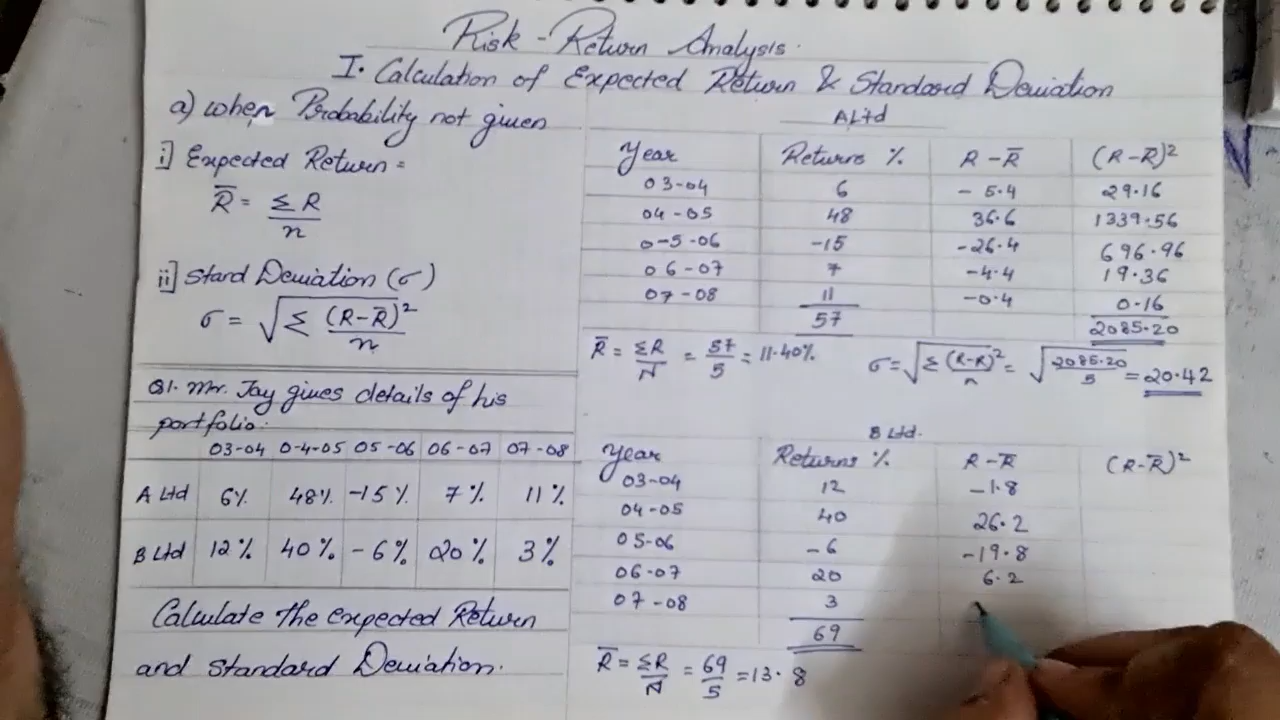 Risk - Return Analysis.
I. Calculation of Expected Return & Standard Deviation
a) when Probability not given
i] Expected Return =
R̅ = ΣR
n
ii] Stard Deviation (σ)
σ = √Σ (R-R̅)²
n
Q1. Mr. Jay gives details of his
portfolio.
03-04 0-4-05 05-06 06-07 07-08
A Ltd 6% 48% -15% 7% 11%
B Ltd 12% 40% -6% 20% 3%
Calculate the expected Return
and Standard Deviation.
A Ltd
Year Returns % R-R̅ (R-R̅)²
03-04 6 -5.4 29.16
04-05 48 36.6 1339.56
0-5-06 -15 -26.4 696.96
06-07 7 -4.4 19.36
07-08 11 -0.4 0.16
57 2085.20
R̅ = ΣR/N = 57/5 = 11.40% σ = √Σ(R-R̅)²/n = √2085.20/5 = 20.42
B Ltd.
Year Returns % R-R̅ (R-R̅)²
03-04 12 -1.8
04-05 40 26.2
05-06 -6 -19.8
06-07 20 6.2
07-08 3
69
R̅ = ΣR/N = 69/5 = 13.8